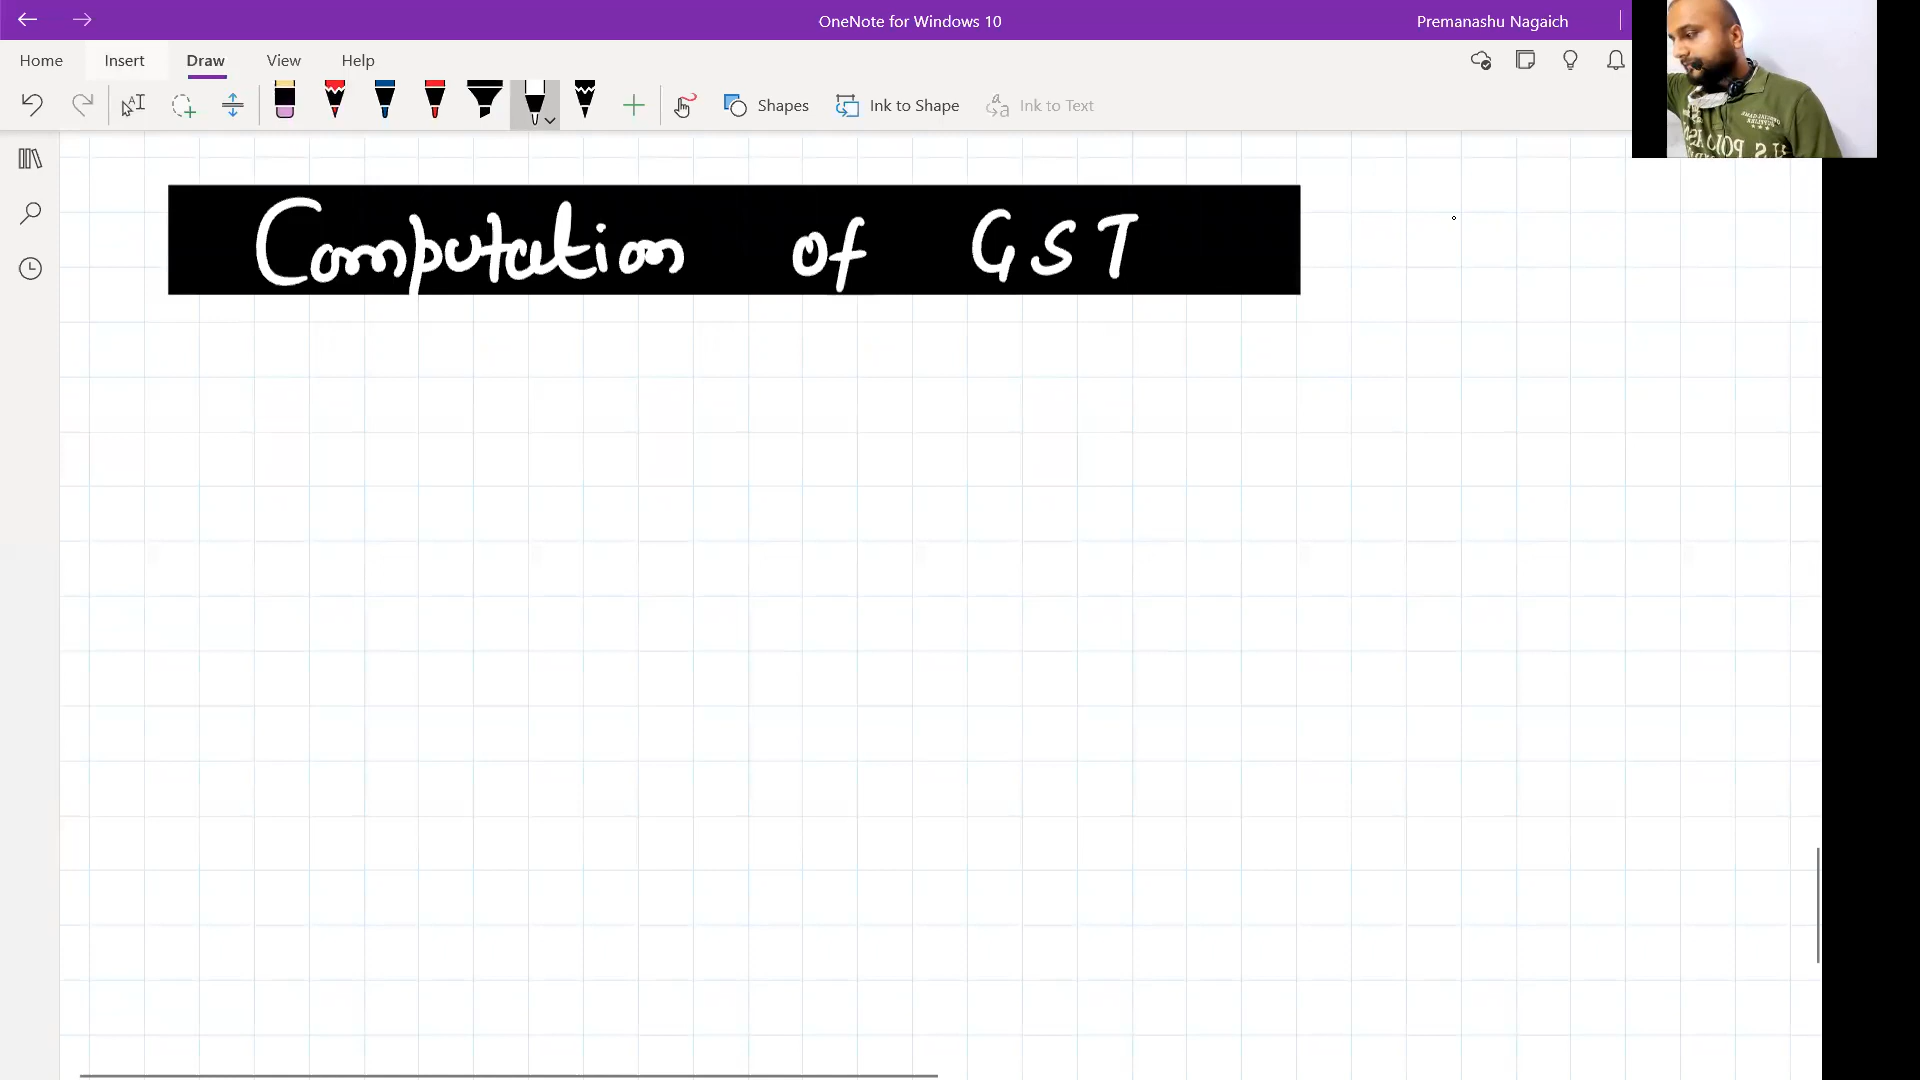 OneNote for Windows 10
Premanashu Nagaich
Home
Insert
Draw
View
Help
Shapes
Ink to Shape
Ink to Text
Computation of GST